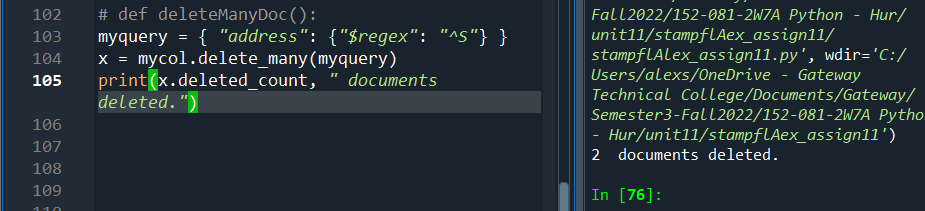 102 # def deleteManyDoc():
103 myquery = { "address": {"$regex": "^S"} }
104 x = mycol.delete_many(myquery)
105 print(x.deleted_count, " documents
deleted.")
106
107
108
109
Fall2022/152-081-2W7A Python - Hur/
unit11/stampflAex_assign11/
stampflAlex_assign11.py', wdir='C:/
Users/alexs/OneDrive - Gateway
Technical College/Documents/Gateway/
Semester3-Fall2022/152-081-2W7A Pytho
- Hur/unit11/stampflAex_assign11')
2  documents deleted.
In [76]: